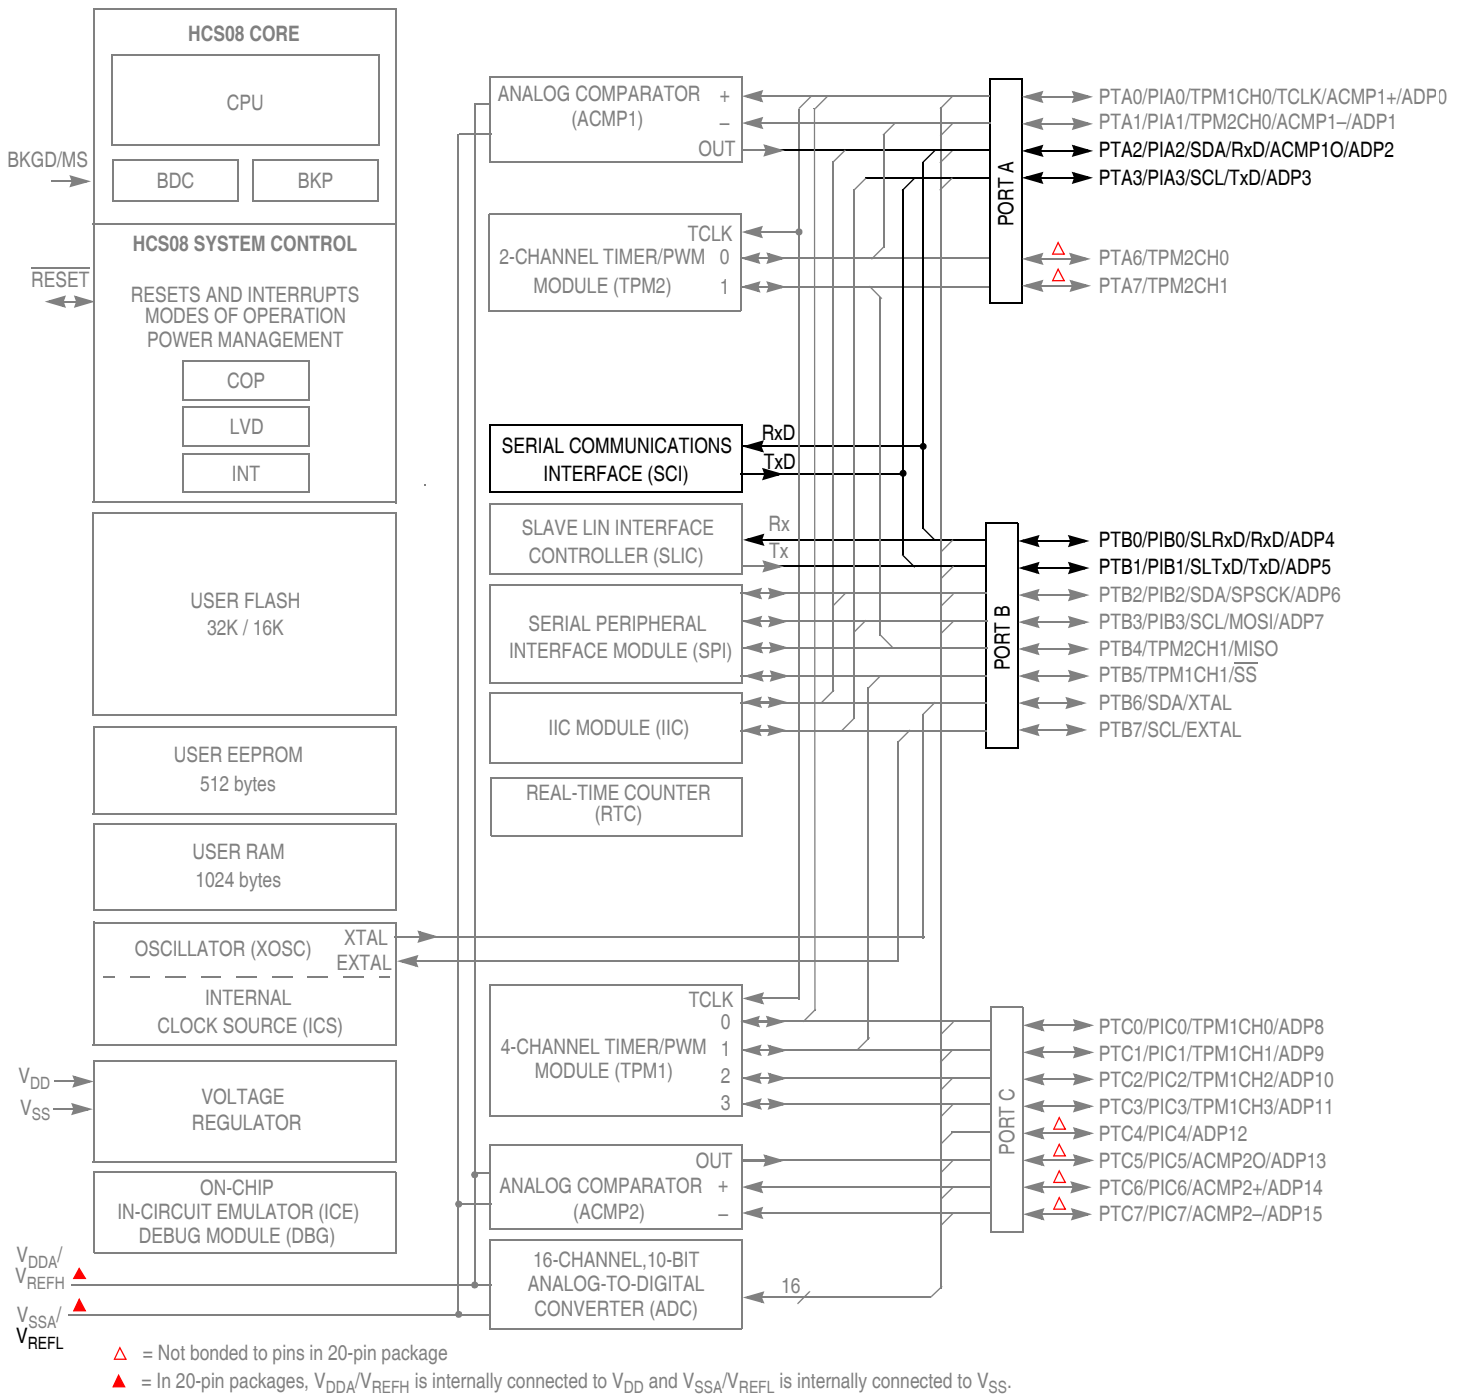 HCS08 CORE
CPU
BKGD/MS
BDC
BKP
HCS08 SYSTEM CONTROL
RESET
RESETS AND INTERRUPTS
MODES OF OPERATION
POWER MANAGEMENT
COP
LVD
INT
USER FLASH
32K / 16K
USER EEPROM
512 bytes
USER RAM
1024 bytes
OSCILLATOR (XOSC)
XTAL
EXTAL
INTERNAL
CLOCK SOURCE (ICS)
VDD
VSS
VOLTAGE
REGULATOR
ON-CHIP
IN-CIRCUIT EMULATOR (ICE)
DEBUG MODULE (DBG)
VDDA/
VREFH
VSSA/
VREFL
ANALOG COMPARATOR
(ACMP1)
+
–
OUT
TCLK
2-CHANNEL TIMER/PWM
MODULE (TPM2)
0
1
SERIAL COMMUNICATIONS
INTERFACE (SCI)
RxD
TxD
SLAVE LIN INTERFACE
CONTROLLER (SLIC)
Rx
Tx
SERIAL PERIPHERAL
INTERFACE MODULE (SPI)
IIC MODULE (IIC)
REAL-TIME COUNTER
(RTC)
TCLK
0
4-CHANNEL TIMER/PWM
MODULE (TPM1)
1
2
3
OUT
ANALOG COMPARATOR
(ACMP2)
+
–
16-CHANNEL,10-BIT
ANALOG-TO-DIGITAL
CONVERTER (ADC)
16
PORT A
PTA0/PIA0/TPM1CH0/TCLK/ACMP1+/ADP0
PTA1/PIA1/TPM2CH0/ACMP1–/ADP1
PTA2/PIA2/SDA/RxD/ACMP1O/ADP2
PTA3/PIA3/SCL/TxD/ADP3
PTA6/TPM2CH0
PTA7/TPM2CH1
PORT B
PTB0/PIB0/SLRxD/RxD/ADP4
PTB1/PIB1/SLTxD/TxD/ADP5
PTB2/PIB2/SDA/SPSCK/ADP6
PTB3/PIB3/SCL/MOSI/ADP7
PTB4/TPM2CH1/MISO
PTB5/TPM1CH1/SS
PTB6/SDA/XTAL
PTB7/SCL/EXTAL
PORT C
PTC0/PIC0/TPM1CH0/ADP8
PTC1/PIC1/TPM1CH1/ADP9
PTC2/PIC2/TPM1CH2/ADP10
PTC3/PIC3/TPM1CH3/ADP11
PTC4/PIC4/ADP12
PTC5/PIC5/ACMP2O/ADP13
PTC6/PIC6/ACMP2+/ADP14
PTC7/PIC7/ACMP2–/ADP15
△ = Not bonded to pins in 20-pin package
▲ = In 20-pin packages, VDDA/VREFH is internally connected to VDD and VSSA/VREFL is internally connected to VSS.